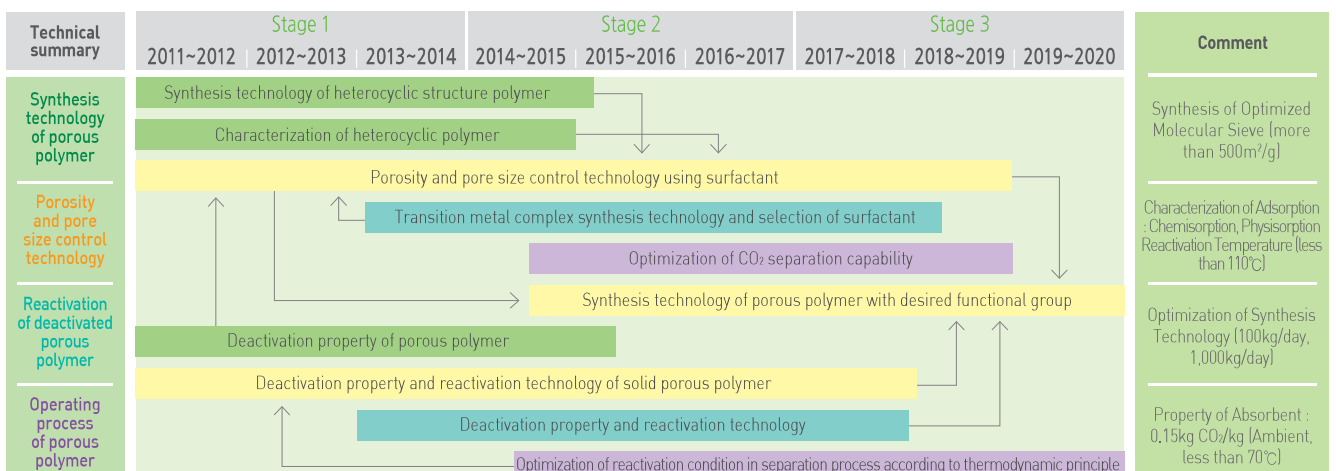 Technical
summary
Stage 1
Stage 2
Stage 3
2011~2012
2012~2013
2013~2014
2014~2015
2015~2016
2016~2017
2017~2018
2018~2019
2019~2020
Comment
Synthesis
technology
of porous
polymer
Porosity
and pore
size control
technology
Reactivation
of deactivated
porous
polymer
Operating
process
of porous
polymer
Synthesis technology of heterocyclic structure polymer
Characterization of heterocyclic polymer
Porosity and pore size control technology using surfactant
Transition metal complex synthesis technology and selection of surfactant
Optimization of CO₂ separation capability
Synthesis technology of porous polymer with desired functional group
Deactivation property of porous polymer
Deactivation property and reactivation technology of solid porous polymer
Deactivation property and reactivation technology
Optimization of reactivation condition in separation process according to thermodynamic principle
Synthesis of Optimized
Molecular Sieve (more
than 500m²/g)
Characterization of Adsorption
: Chemisorption, Physisorption
Reactivation Temperature (less
than 110℃)
Optimization of Synthesis
Technology (100kg/day,
1,000kg/day)
Property of Absorbent :
0.15kg CO₂/kg (Ambient,
less than 70℃)